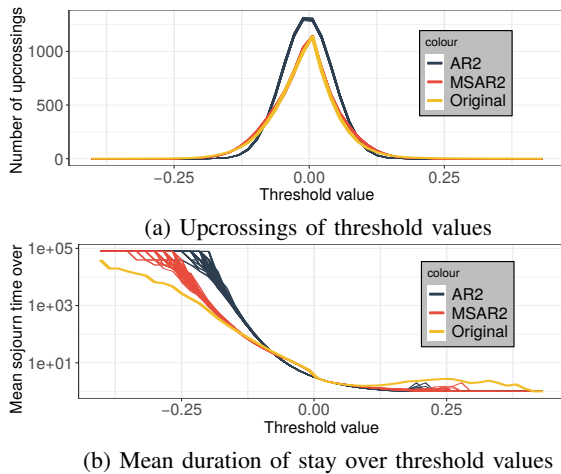 Number of upcrossings
1000
500
250
0
colour
AR2
MSAR2
Original
−0.25
0.00
0.25
Threshold value
(a) Upcrossings of threshold values
Mean sojourn time over
1e+05
1e+03
1e+01
colour
AR2
MSAR2
Original
−0.25
0.00
0.25
Threshold value
(b) Mean duration of stay over threshold values